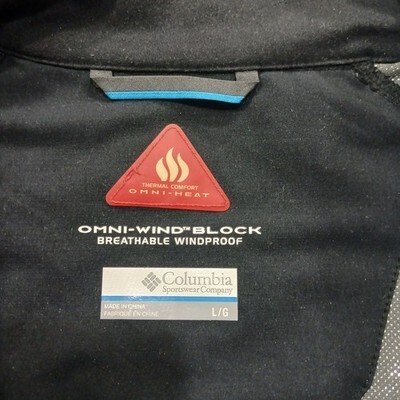 THERMAL COMFORT
OMNI-HEAT
OMNI-WIND™ BLOCK
BREATHABLE WINDPROOF
Columbia
Sportswear Company
MADE IN CHINA
FABRIQUÉ EN CHINE
L/G